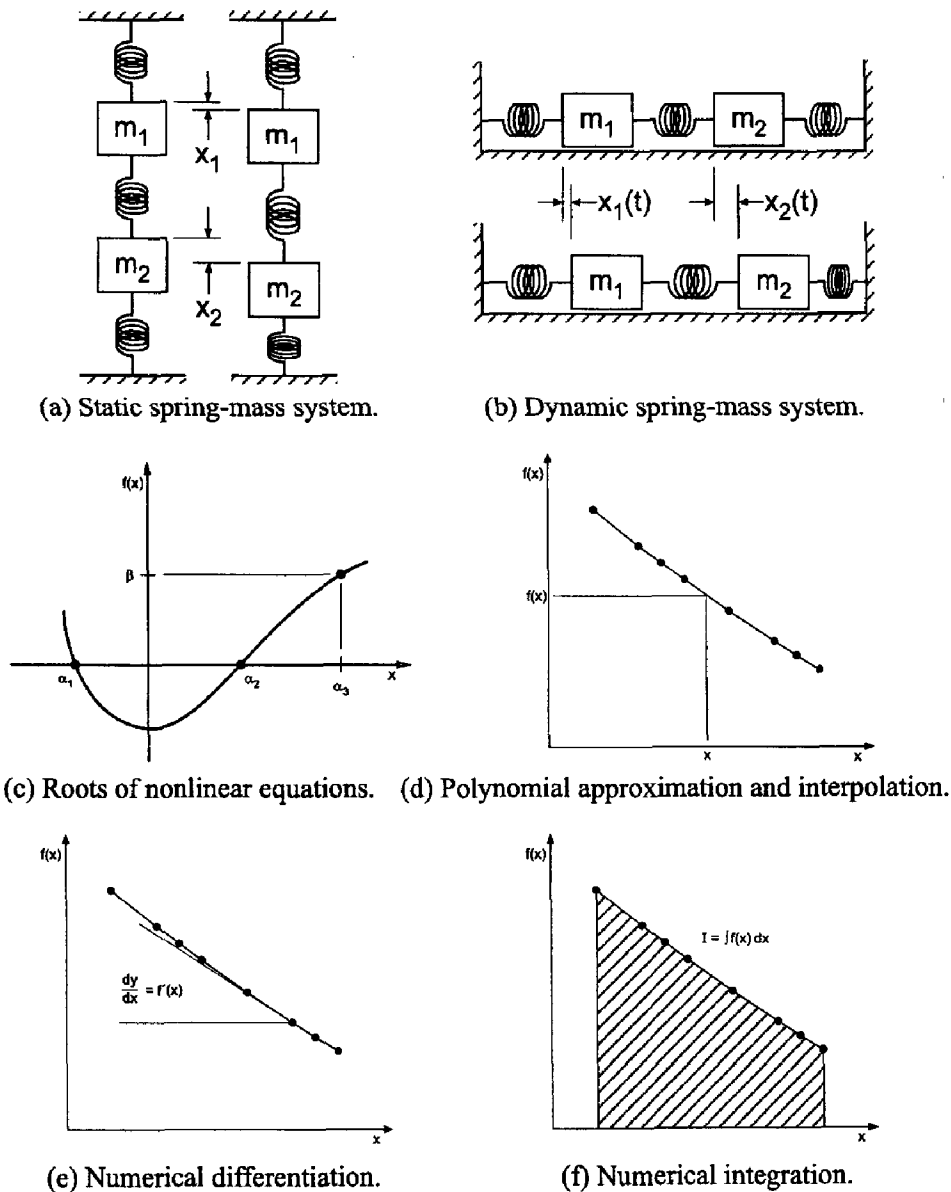 m1
m1
x1
m2
m2
x2
(a) Static spring-mass system.
m1
m2
x1(t)
x2(t)
m1
m2
(b) Dynamic spring-mass system.
f(x)
β
α1
α2
α3
x
(c) Roots of nonlinear equations.
f(x)
f(x)
x
x
(d) Polynomial approximation and interpolation.
f(x)
dy
dx = f'(x)
x
(e) Numerical differentiation.
f(x)
I = ∫f(x) dx
x
(f) Numerical integration.